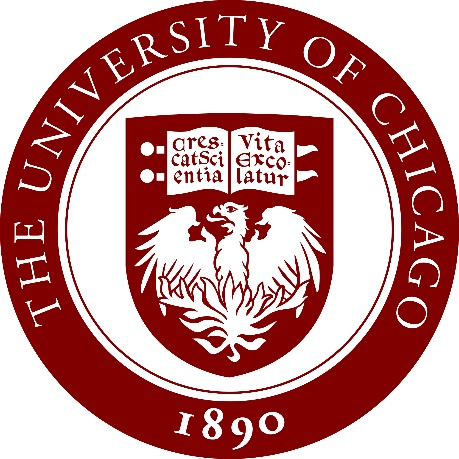 THE UNIVERSITY OF CHICAGO
Cres-
catSci
entia
Vita
Exco-
latur
1890